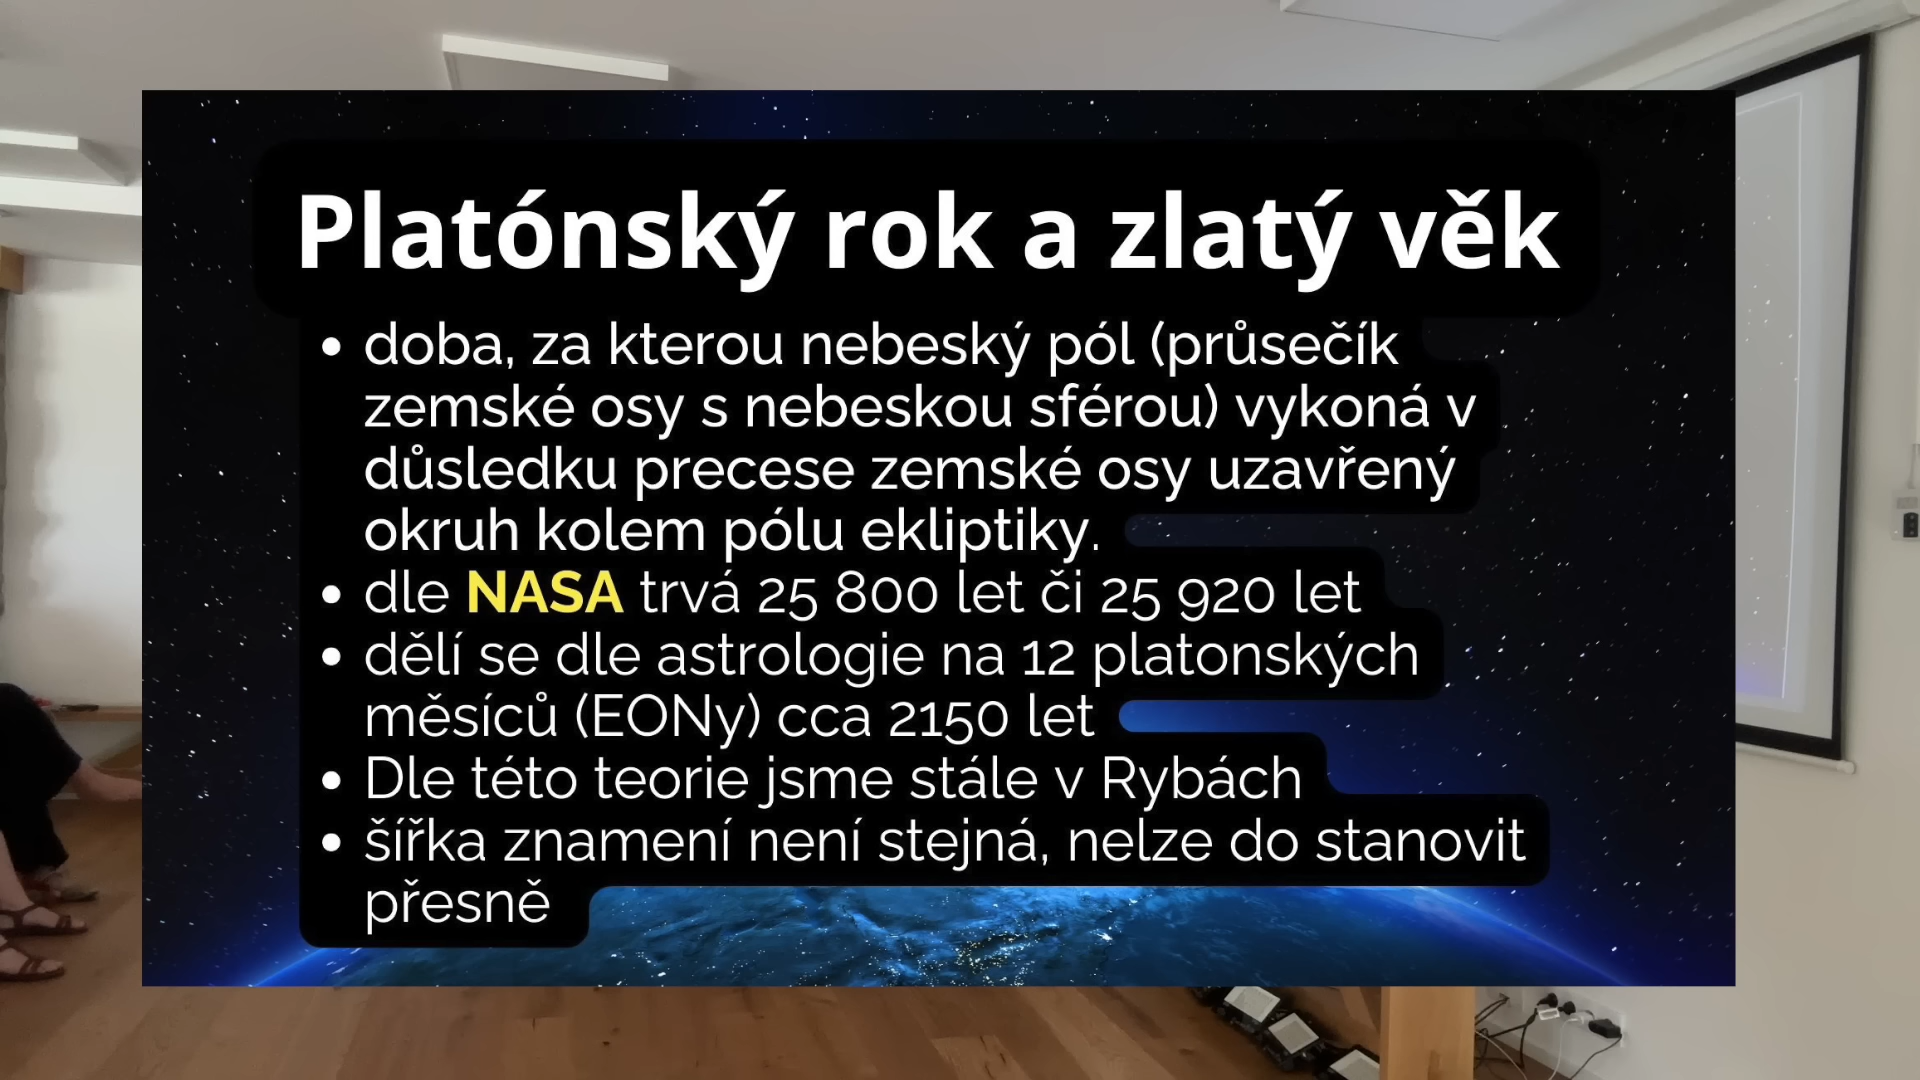 Platónský rok a zlatý věk
• doba, za kterou nebeský pól (průsečík
zemské osy s nebeskou sférou) vykoná v
důsledku precese zemské osy uzavřený
okruh kolem pólu ekliptiky.
• dle NASA trvá 25 800 let či 25 920 let
• dělí se dle astrologie na 12 platonských
měsíců (EONy) cca 2150 let
• Dle této teorie jsme stále v Rybách
• šířka znamení není stejná, nelze do stanovit
přesně